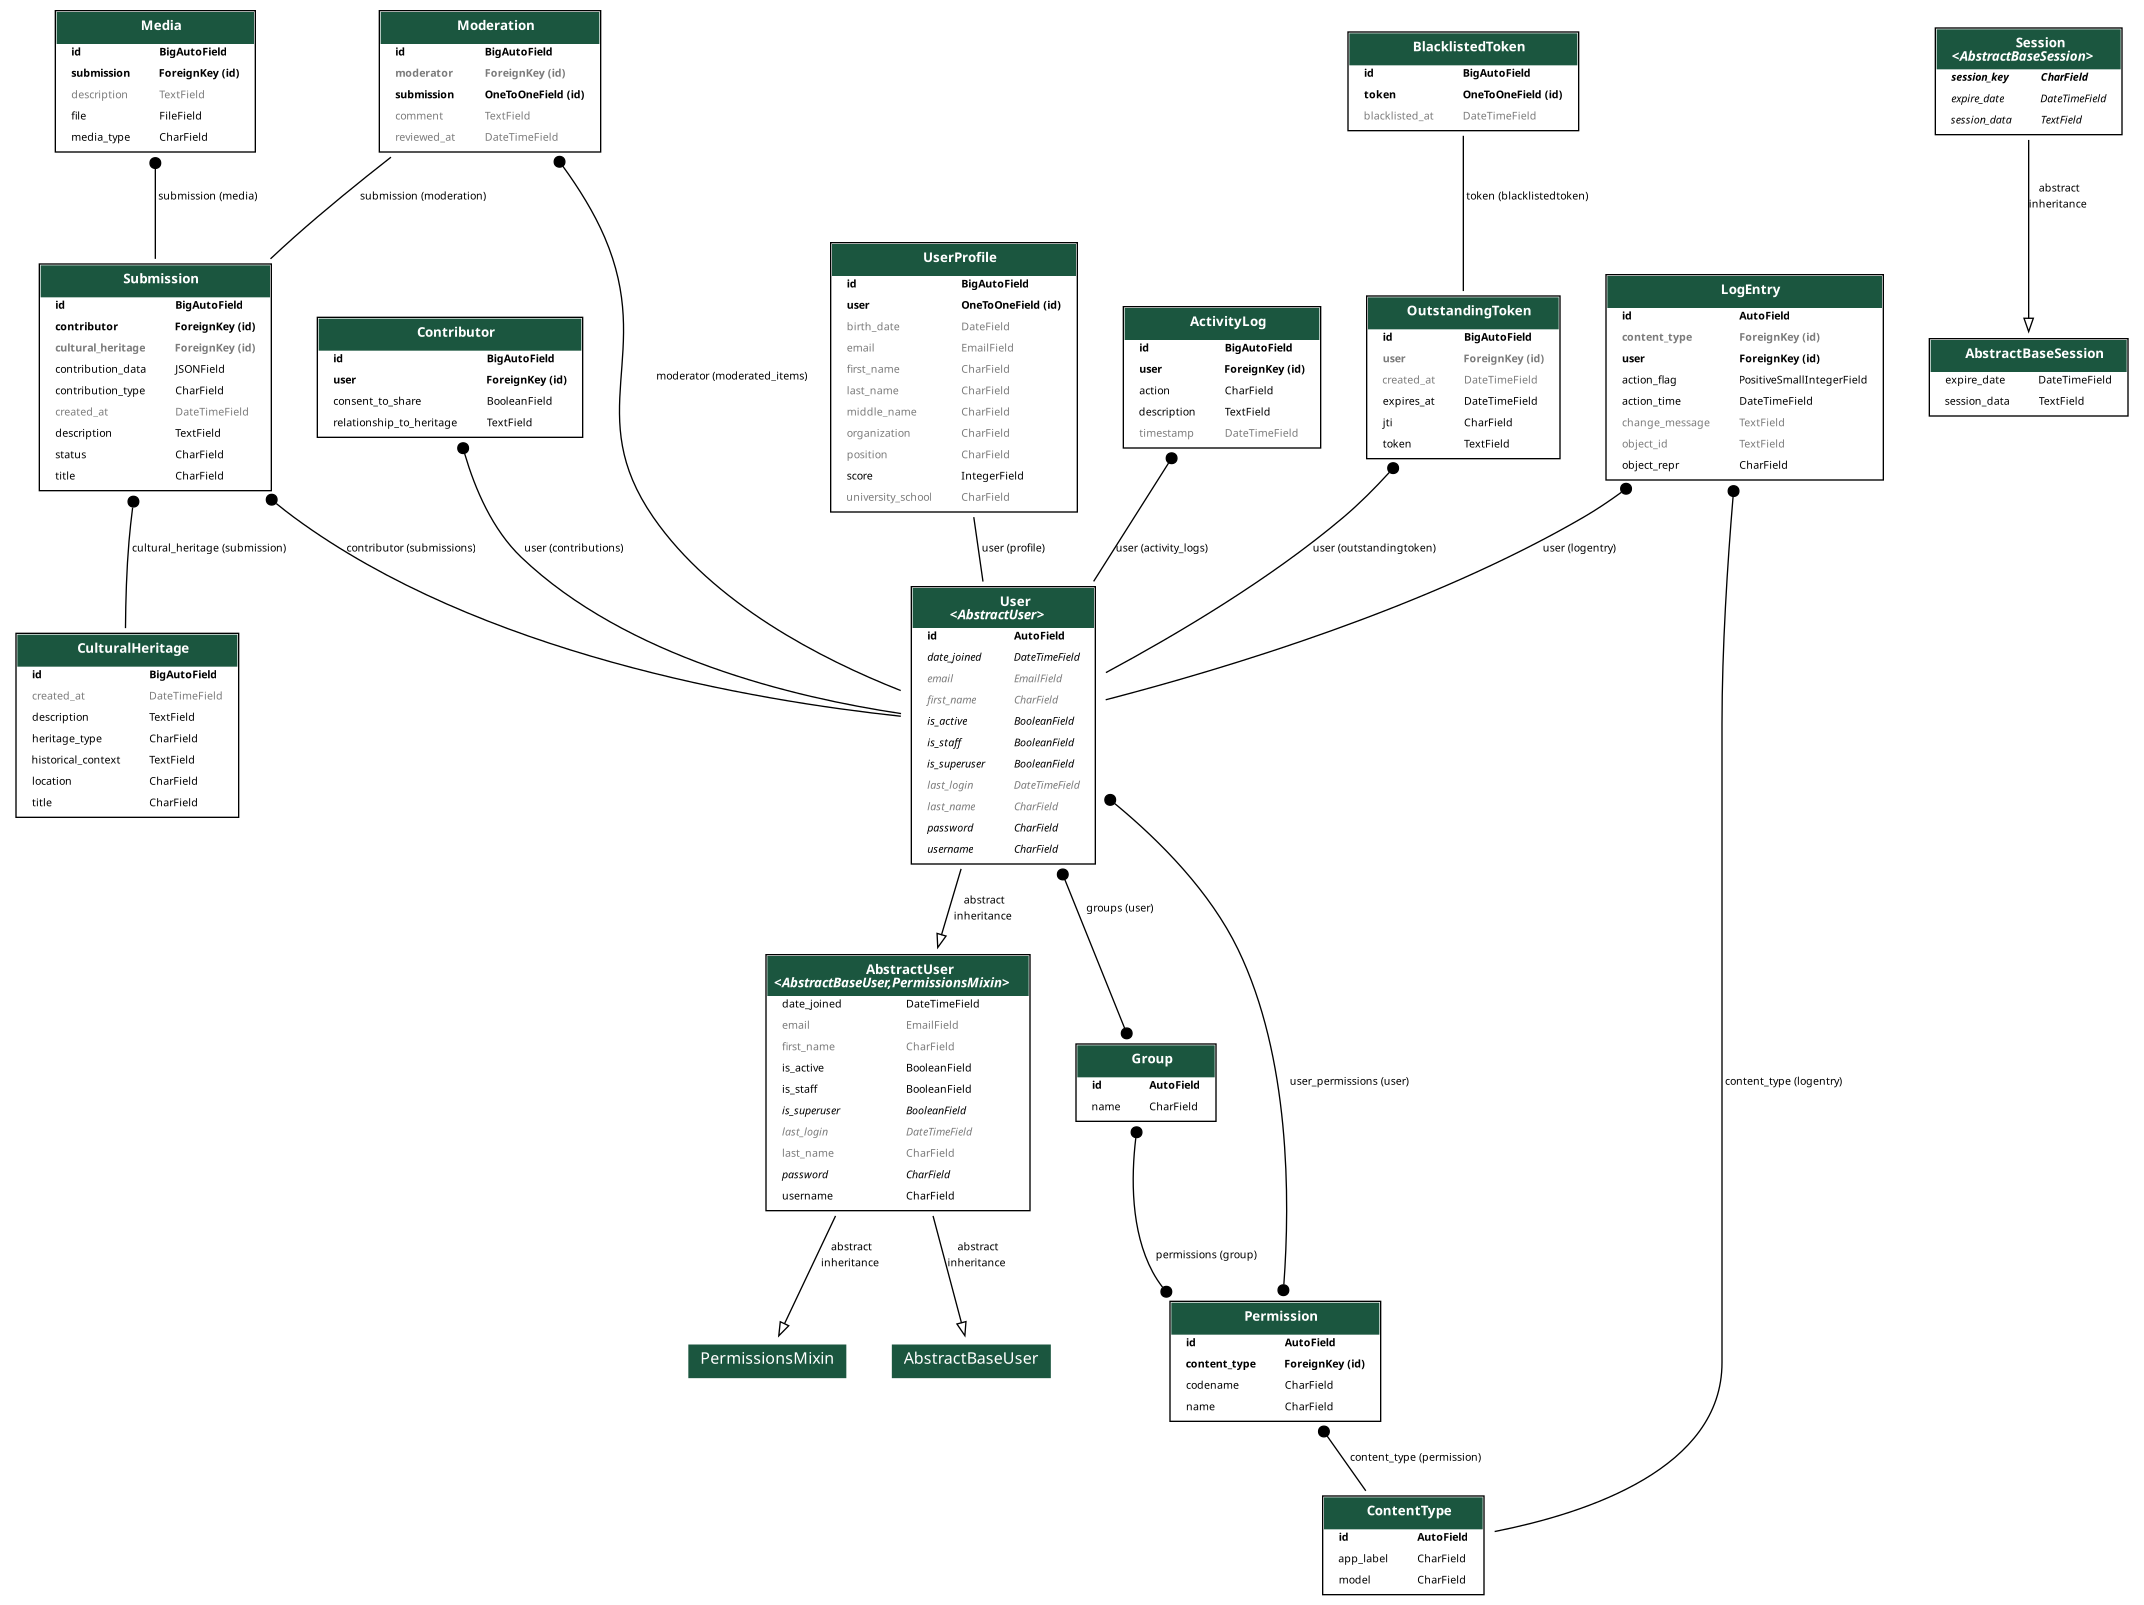 Media
id BigAutoField
submission ForeignKey (id)
description TextField
file FileField
media_type CharField
Moderation
id BigAutoField
moderator ForeignKey (id)
submission OneToOneField (id)
comment TextField
reviewed_at DateTimeField
BlacklistedToken
id BigAutoField
token OneToOneField (id)
blacklisted_at DateTimeField
Session
<AbstractBaseSession>
session_key CharField
expire_date DateTimeField
session_data TextField
submission (media)
submission (moderation)
token (blacklistedtoken)
abstract
inheritance
Submission
id BigAutoField
contributor ForeignKey (id)
cultural_heritage ForeignKey (id)
contribution_data JSONField
contribution_type CharField
created_at DateTimeField
description TextField
status CharField
title CharField
Contributor
id BigAutoField
user ForeignKey (id)
consent_to_share BooleanField
relationship_to_heritage TextField
moderator (moderated_items)
UserProfile
id BigAutoField
user OneToOneField (id)
birth_date DateField
email EmailField
first_name CharField
last_name CharField
middle_name CharField
organization CharField
position CharField
score IntegerField
university_school CharField
ActivityLog
id BigAutoField
user ForeignKey (id)
action CharField
description TextField
timestamp DateTimeField
OutstandingToken
id BigAutoField
user ForeignKey (id)
created_at DateTimeField
expires_at DateTimeField
jti CharField
token TextField
LogEntry
id AutoField
content_type ForeignKey (id)
user ForeignKey (id)
action_flag PositiveSmallIntegerField
action_time DateTimeField
change_message TextField
object_id TextField
object_repr CharField
AbstractBaseSession
expire_date DateTimeField
session_data TextField
cultural_heritage (submission)
contributor (submissions)
user (contributions)
user (profile)
user (activity_logs)
user (outstandingtoken)
user (logentry)
CulturalHeritage
id BigAutoField
created_at DateTimeField
description TextField
heritage_type CharField
historical_context TextField
location CharField
title CharField
User
<AbstractUser>
id AutoField
date_joined DateTimeField
email EmailField
first_name CharField
is_active BooleanField
is_staff BooleanField
is_superuser BooleanField
last_login DateTimeField
last_name CharField
password CharField
username CharField
abstract
inheritance
groups (user)
AbstractUser
<AbstractBaseUser,PermissionsMixin>
date_joined DateTimeField
email EmailField
first_name CharField
is_active BooleanField
is_staff BooleanField
is_superuser BooleanField
last_login DateTimeField
last_name CharField
password CharField
username CharField
Group
id AutoField
name CharField
user_permissions (user)
content_type (logentry)
abstract
inheritance
abstract
inheritance
permissions (group)
PermissionsMixin
AbstractBaseUser
Permission
id AutoField
content_type ForeignKey (id)
codename CharField
name CharField
content_type (permission)
ContentType
id AutoField
app_label CharField
model CharField